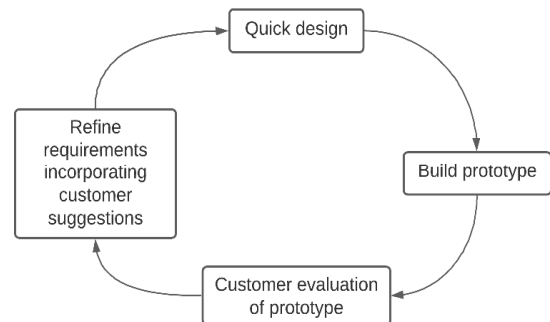 Quick design
Build prototype
Customer evaluation
of prototype
Refine
requirements
incorporating
customer
suggestions